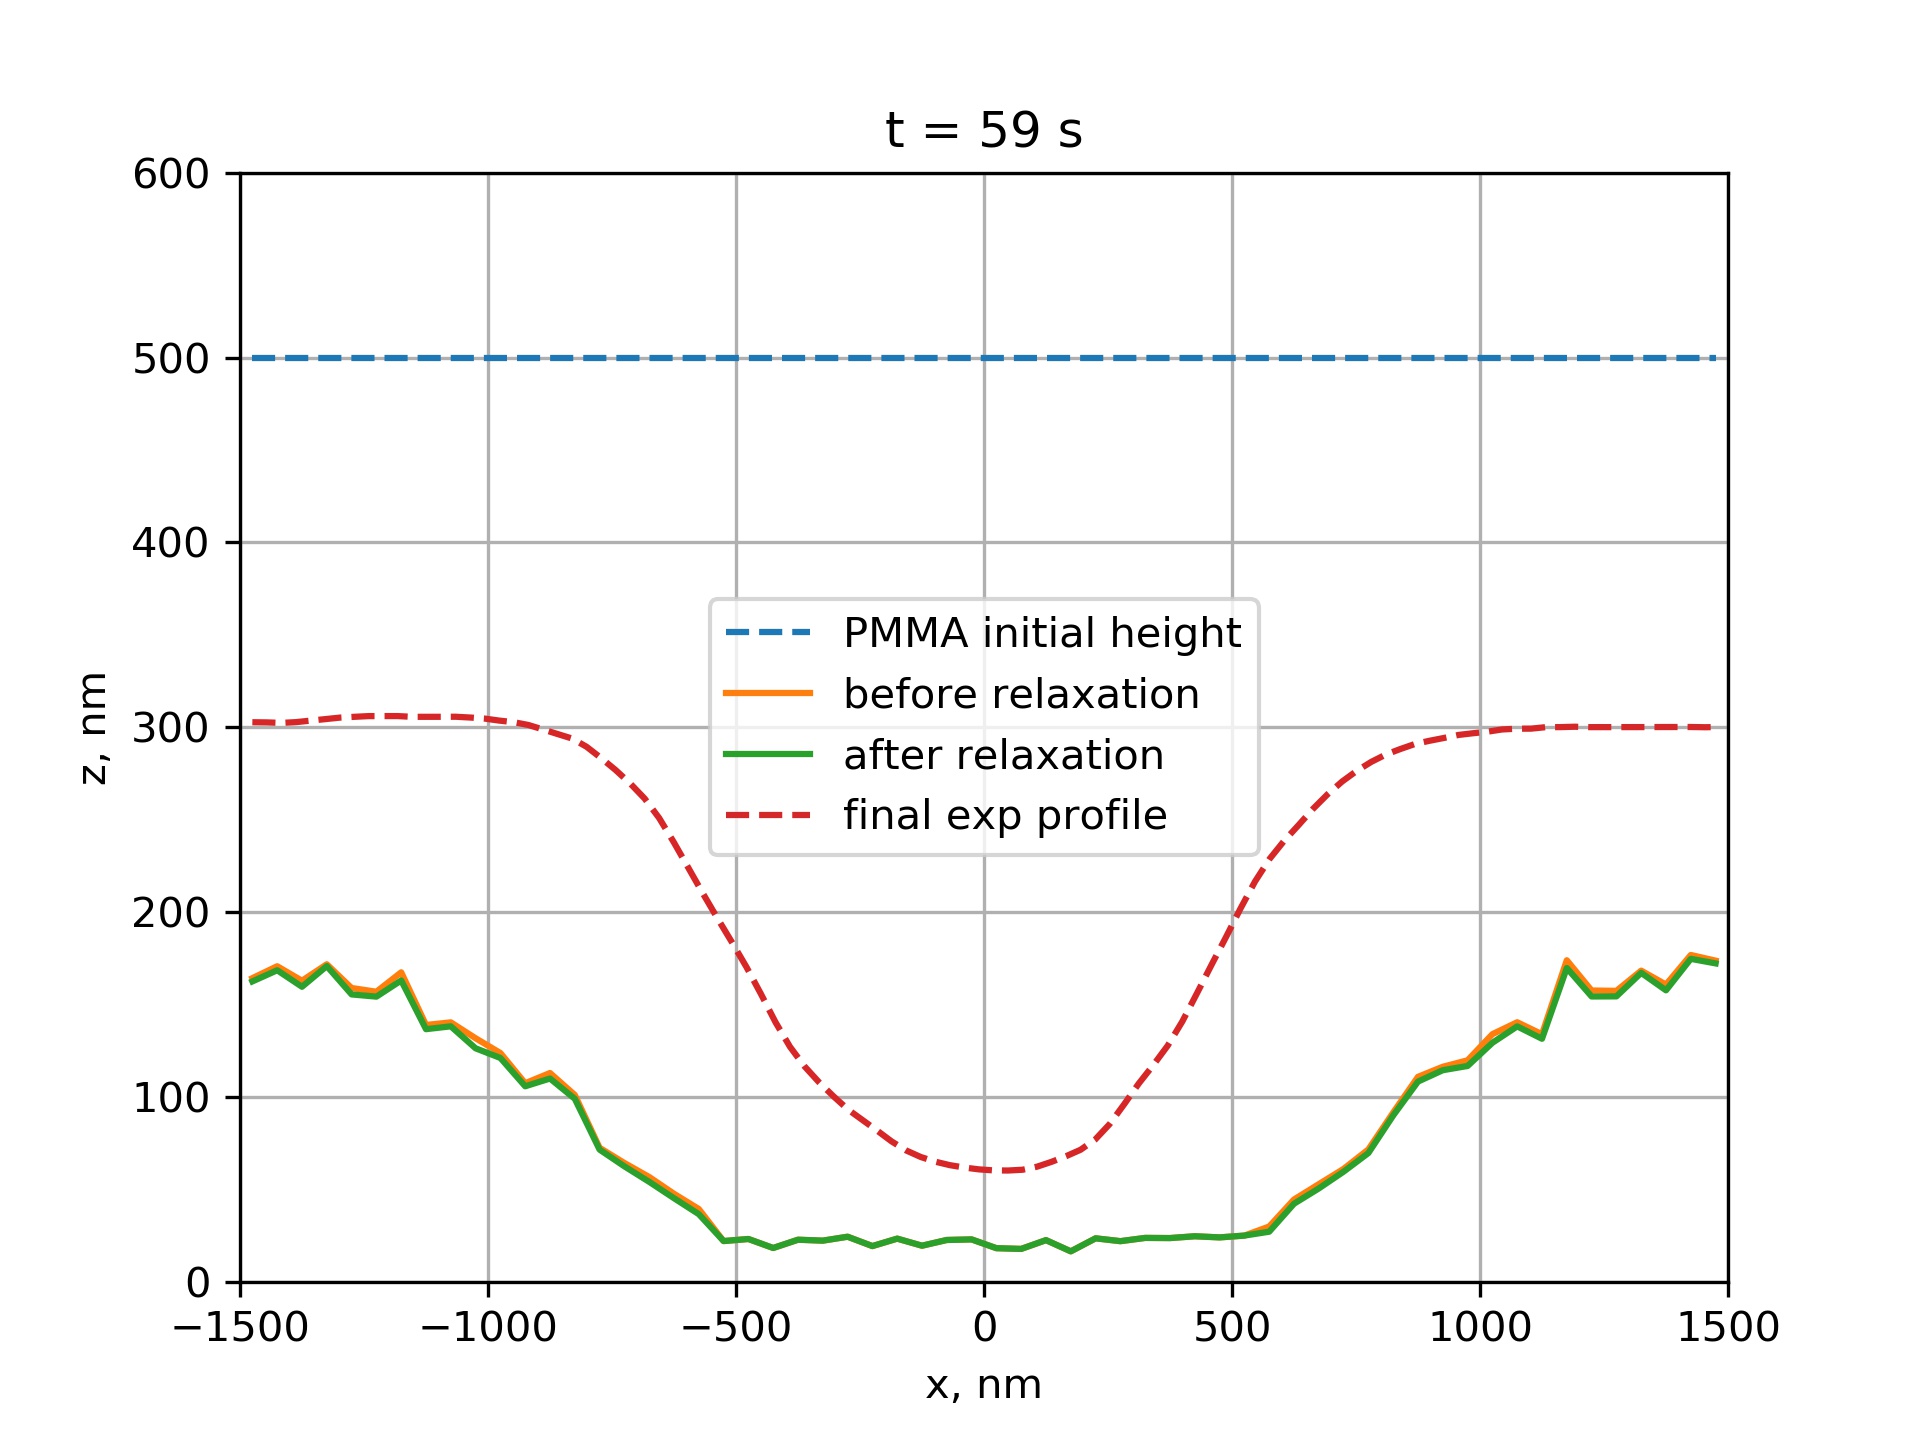 t = 59 s
600
500
400
300
200
100
0
z, nm
PMMA initial height
before relaxation
after relaxation
final exp profile
−1500
−1000
−500
0
500
1000
1500
x, nm